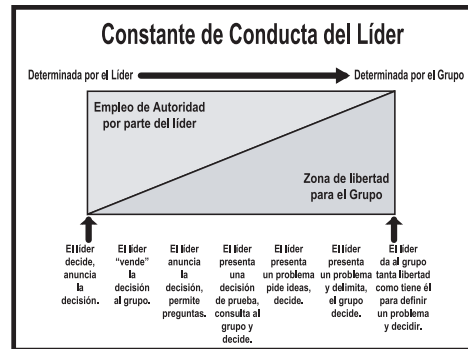 Constante de Conducta del Líder
Determinada por el Líder
Determinada por el Grupo
Empleo de Autoridad
por parte del líder
Zona de libertad
para el Grupo
El líder
decide,
anuncia
la
decisión.
El líder
“vende”
la
decisión
al grupo.
El líder
anuncia
la
decisión,
permite
preguntas.
El líder
presenta
una
decisión
de prueba,
consulta al
grupo y
decide.
El líder
presenta
un problema
pide ideas,
decide.
El líder
presenta
un problema
y delimita,
el grupo
decide.
El líder
da al grupo
tanta libertad
como tiene él
para definir
un problema
y decidir.